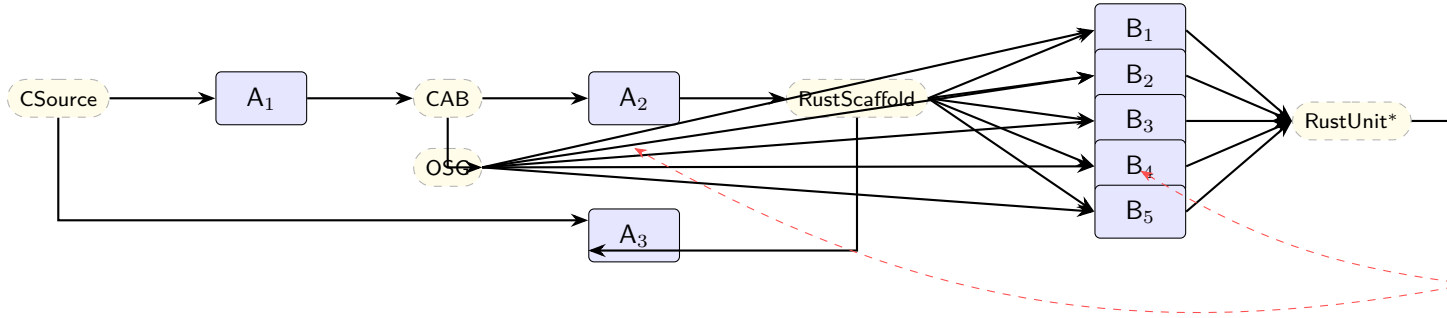 CSource
A₁
CAB
A₂
RustScaffold
OSG
A₃
B₁
B₂
B₃
B₄
B₅
RustUnit*